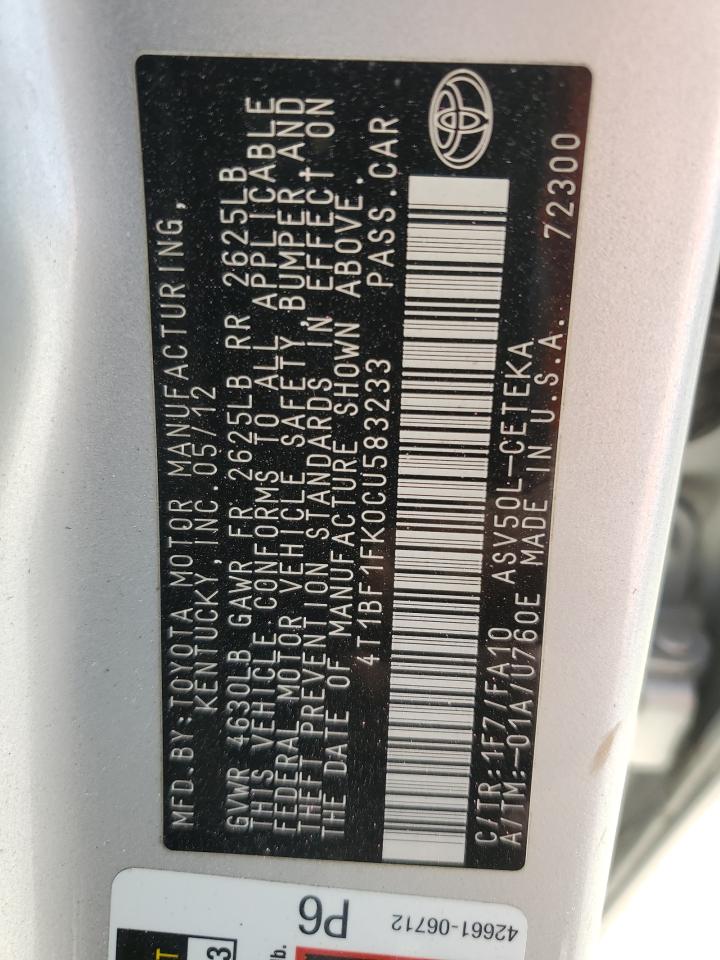 MFD.BY:TOYOTA MOTOR MANUFACTURING,
KENTUCKY,INC.05/12
GVWR 4630LB GAWR FR 2625LB RR 2625LB
THIS VEHICLE CONFORMS TO ALL APPLICABLE
FEDERAL MOTOR VEHICLE SAFETY, BUMPER,AND
THEFT PREVENTION STANDARDS IN EFFECT ON
THE DATE OF MANUFACTURE SHOWN ABOVE.
4T1BF1FK0CU583233 PASS.CAR
C/TR:1F7/FA10 ASV50L-CETEKA
A/TM:-01A/U760E MADE IN U.S.A. 72300
P6
42661-06712
3
lb.